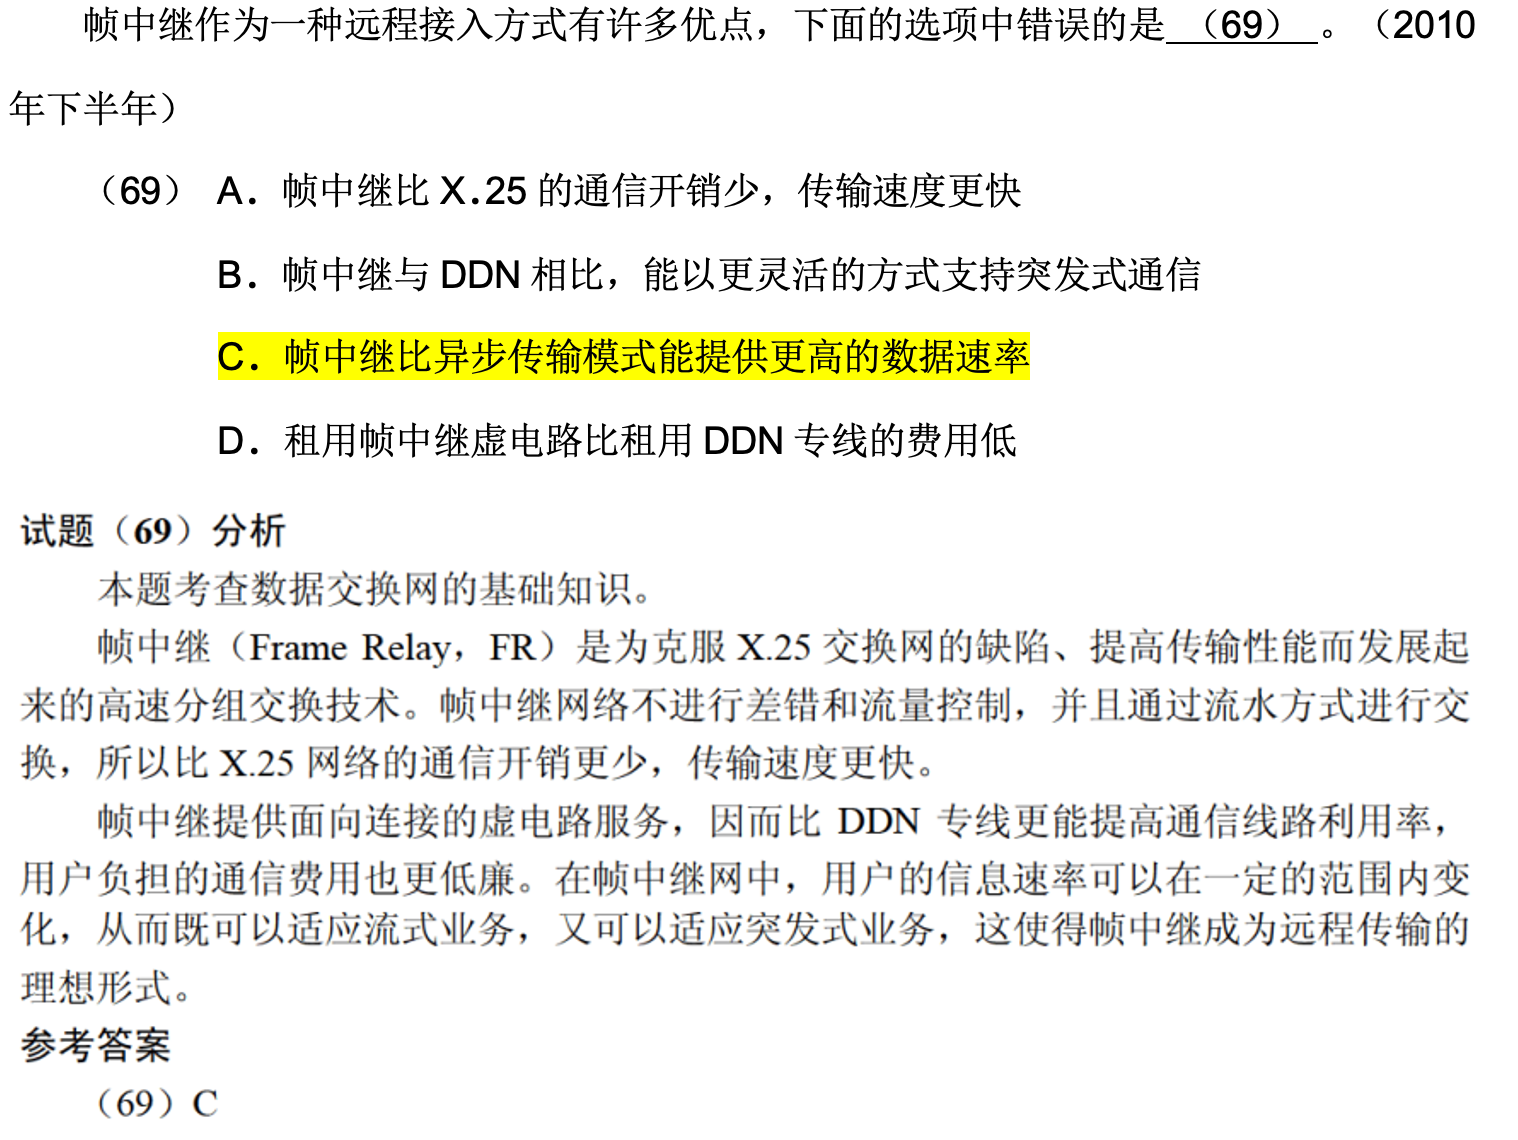 帧中继作为一种远程接入方式有许多优点，下面的选项中错误的是 （69） 。（2010
年下半年）
（69） A．帧中继比 X.25 的通信开销少，传输速度更快
B．帧中继与 DDN 相比，能以更灵活的方式支持突发式通信
C．帧中继比异步传输模式能提供更高的数据速率
D．租用帧中继虚电路比租用 DDN 专线的费用低
试题（69）分析
本题考查数据交换网的基础知识。
帧中继（Frame Relay，FR）是为克服 X.25 交换网的缺陷、提高传输性能而发展起
来的高速分组交换技术。帧中继网络不进行差错和流量控制，并且通过流水方式进行交
换，所以比 X.25 网络的通信开销更少，传输速度更快。
帧中继提供面向连接的虚电路服务，因而比 DDN 专线更能提高通信线路利用率，
用户负担的通信费用也更低廉。在帧中继网中，用户的信息速率可以在一定的范围内变
化，从而既可以适应流式业务，又可以适应突发式业务，这使得帧中继成为远程传输的
理想形式。
参考答案
（69）C